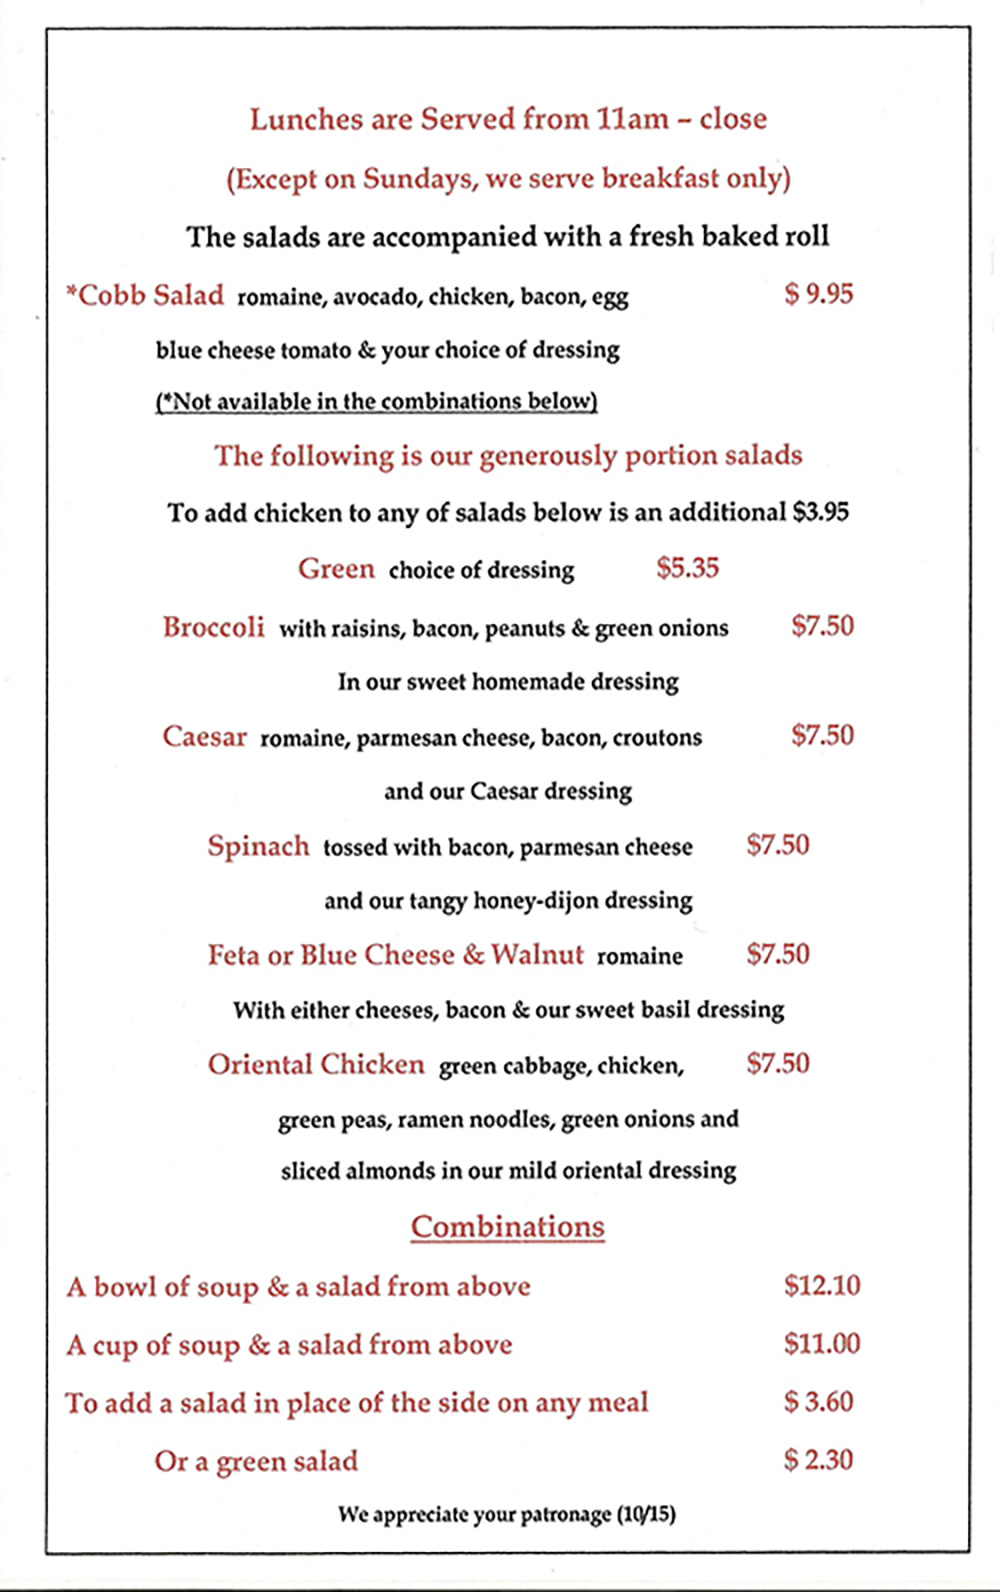 Lunches are Served from 11am – close
(Except on Sundays, we serve breakfast only)
The salads are accompanied with a fresh baked roll
*Cobb Salad romaine, avocado, chicken, bacon, egg $ 9.95
blue cheese tomato & your choice of dressing
(*Not available in the combinations below)
The following is our generously portion salads
To add chicken to any of salads below is an additional $3.95
Green choice of dressing $5.35
Broccoli with raisins, bacon, peanuts & green onions $7.50
In our sweet homemade dressing
Caesar romaine, parmesan cheese, bacon, croutons $7.50
and our Caesar dressing
Spinach tossed with bacon, parmesan cheese $7.50
and our tangy honey-dijon dressing
Feta or Blue Cheese & Walnut romaine $7.50
With either cheeses, bacon & our sweet basil dressing
Oriental Chicken green cabbage, chicken, $7.50
green peas, ramen noodles, green onions and
sliced almonds in our mild oriental dressing
Combinations
A bowl of soup & a salad from above $12.10
A cup of soup & a salad from above $11.00
To add a salad in place of the side on any meal $ 3.60
Or a green salad $ 2.30
We appreciate your patronage (10/15)